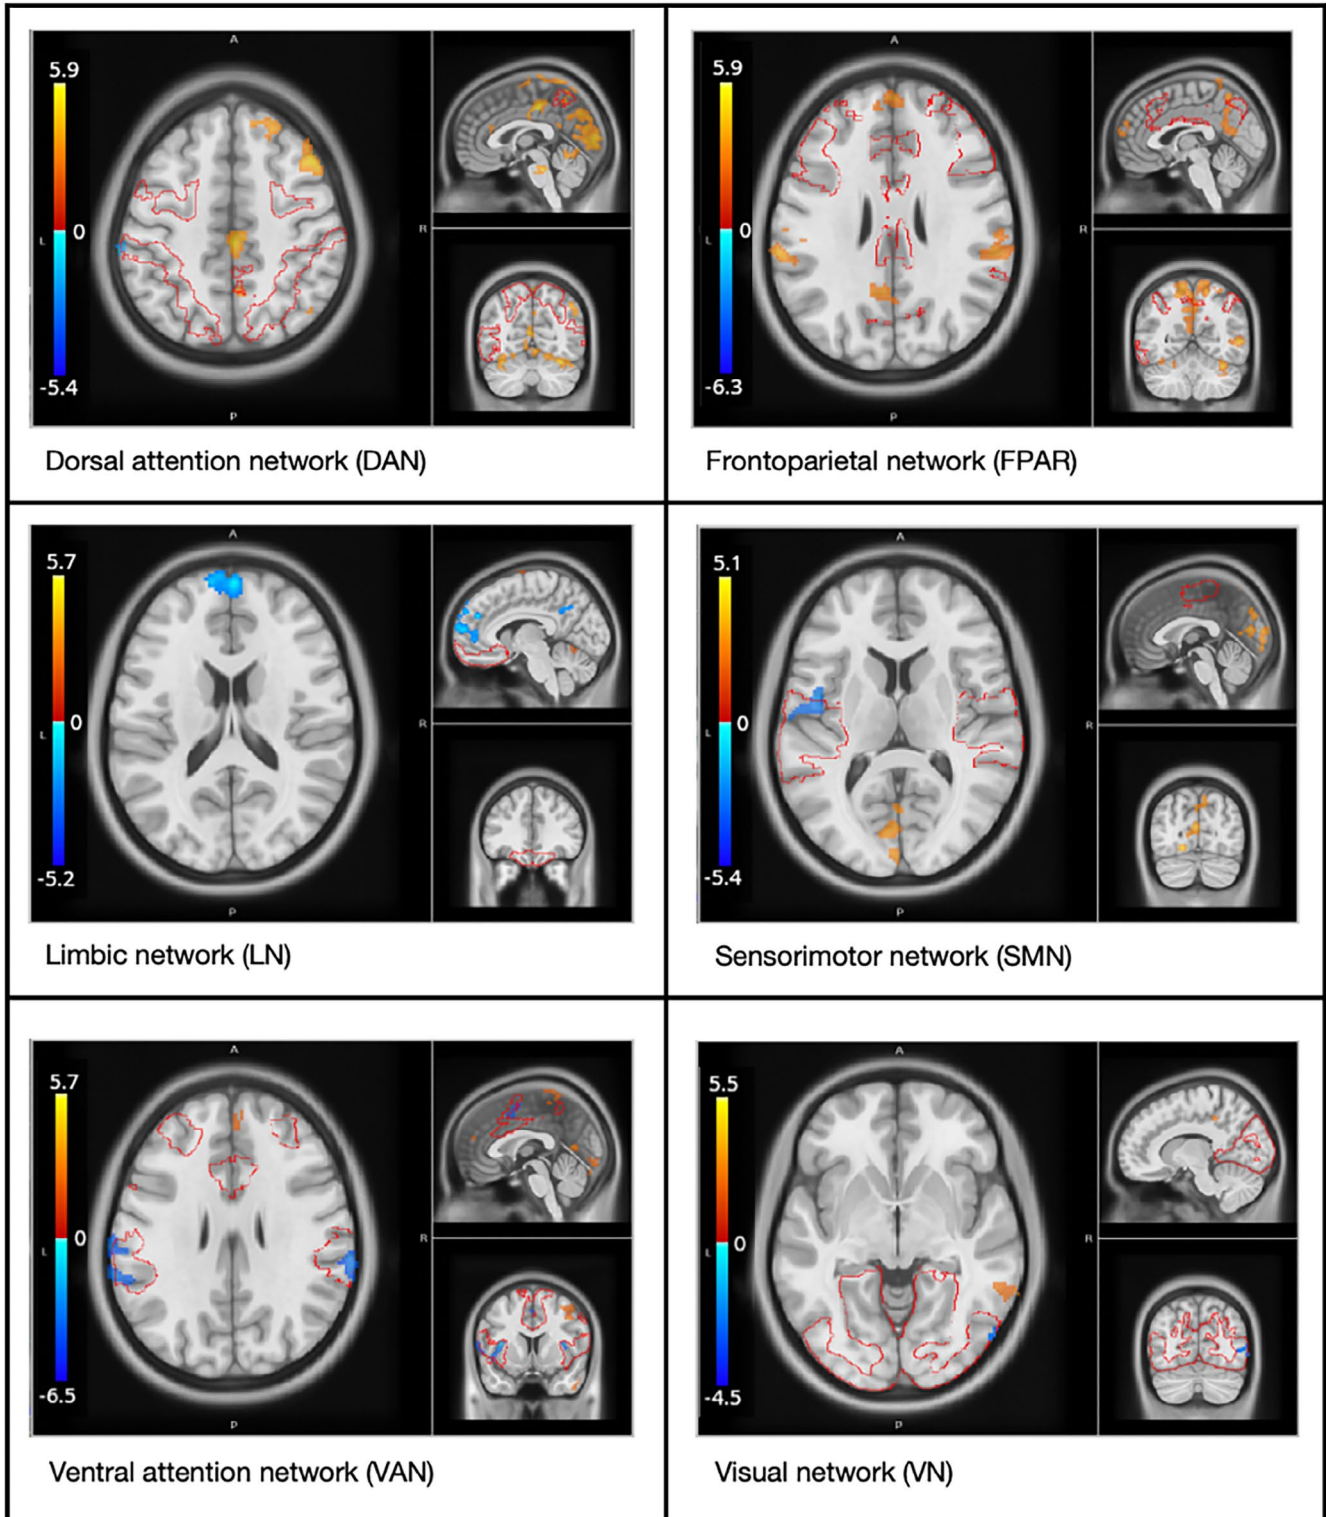 A
5.9
0
L
R
-5.4
P
Dorsal attention network (DAN)
A
5.9
0
L
R
-6.3
P
Frontoparietal network (FPAR)
A
5.7
0
L
R
-5.2
P
Limbic network (LN)
A
5.1
0
L
R
-5.4
P
Sensorimotor network (SMN)
A
5.7
0
L
R
-6.5
P
Ventral attention network (VAN)
A
5.5
0
L
R
-4.5
P
Visual network (VN)